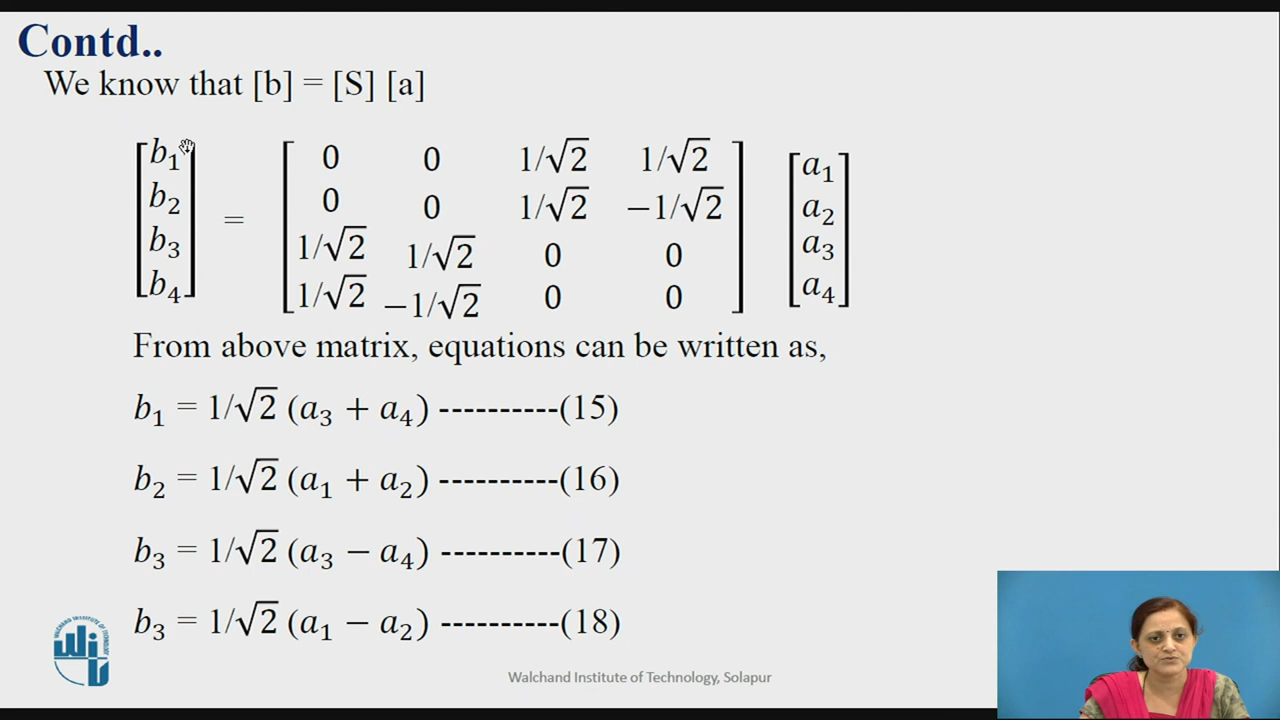 Contd..
We know that [b] = [S] [a]
[b₁ b₂ b₃ b₄] = [0 0 1/√2 1/√2
0 0 1/√2 −1/√2
1/√2 1/√2 0 0
1/√2 −1/√2 0 0] [a₁ a₂ a₃ a₄]
From above matrix, equations can be written as,
b₁ = 1/√2 (a₃ + a₄) ----------(15)
b₂ = 1/√2 (a₁ + a₂) ----------(16)
b₃ = 1/√2 (a₃ − a₄) ----------(17)
b₃ = 1/√2 (a₁ − a₂) ----------(18)
Walchand Institute of Technology, Solapur